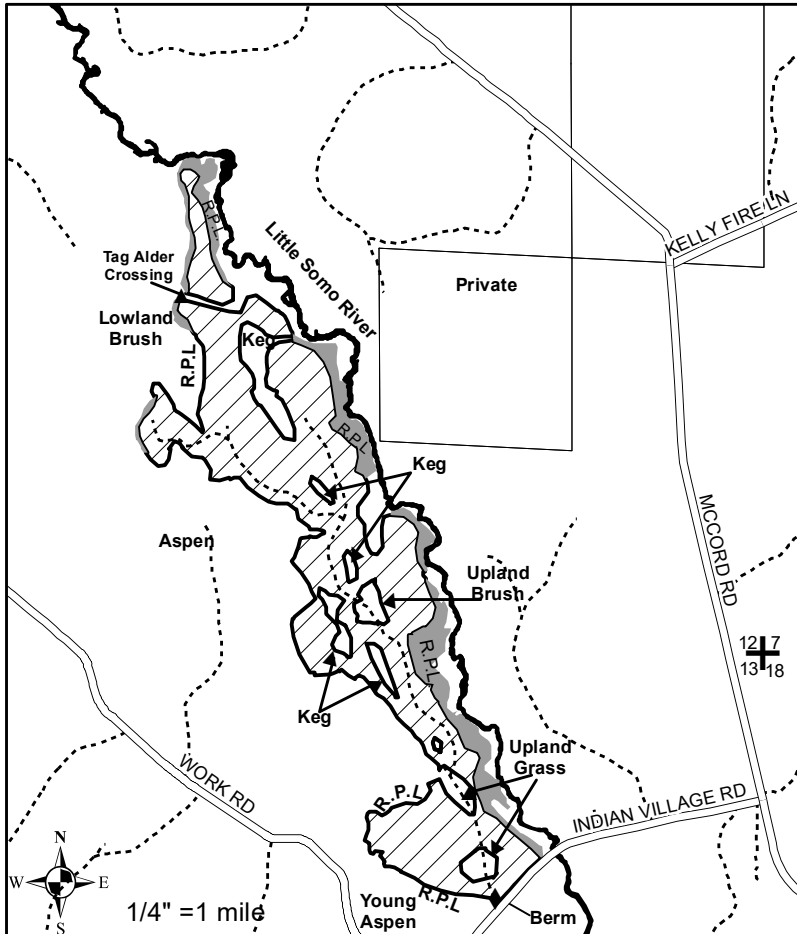 KELLY FIRE LN
R.P.L.
Little Somo River
Tag Alder
Crossing
Private
Lowland
Brush
Keg
R.P.L
R.P.L
Keg
MCCORD RD
Aspen
Upland
Brush
12 7
13 18
R.P.L
Keg
Upland
Grass
WORK RD
R.P.L
INDIAN VILLAGE RD
N
W E
S
1/4" =1 mile
Young
Aspen
R.P.L
Berm